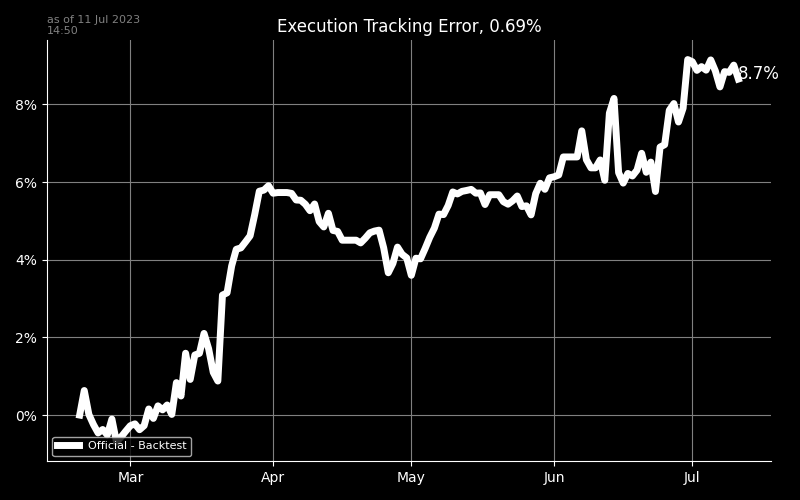 as of 11 Jul 2023
14:50
Execution Tracking Error, 0.69%
8.7%
8%
6%
4%
2%
0%
Official - Backtest
Mar Apr May Jun Jul